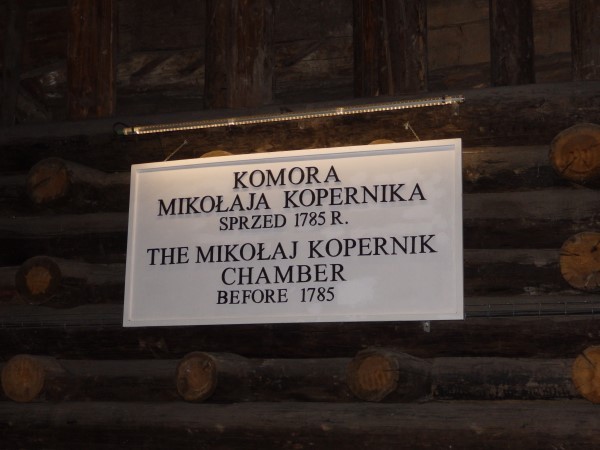 KOMORA
MIKOŁAJA KOPERNIKA
SPRZED 1785 R.
THE MIKOŁAJ KOPERNIK
CHAMBER
BEFORE 1785